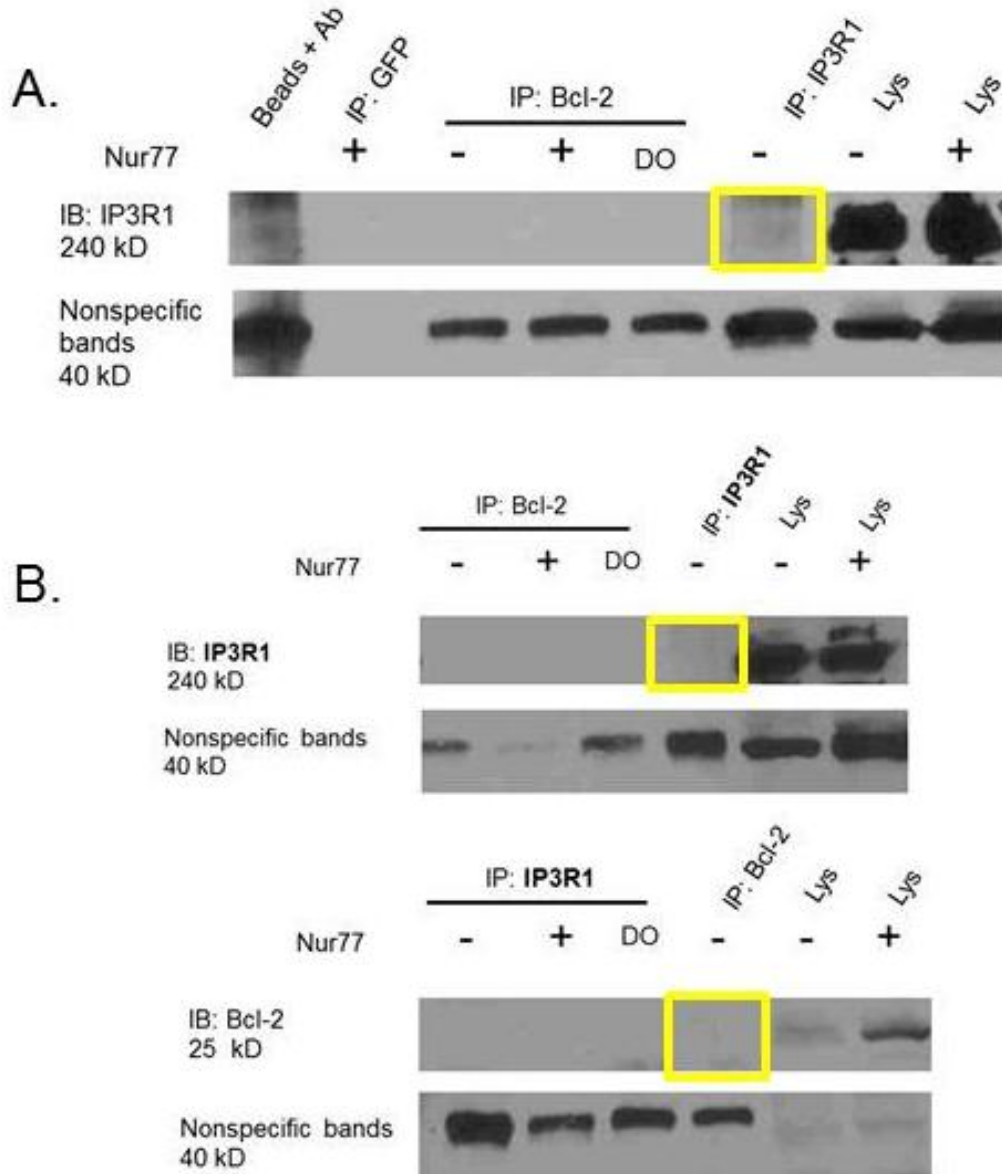 A.
Beads + Ab
IP: GFP
IP: Bcl-2
IP: IP3R1
Lys
Lys
Nur77
+ - + DO - - +
IB: IP3R1
240 kD
Nonspecific
bands
40 kD
B.
IP: Bcl-2
IP: IP3R1
Lys
Lys
Nur77
- + DO - - +
IB: IP3R1
240 kD
Nonspecific bands
40 kD
IP: IP3R1
IP: Bcl-2
Lys
Lys
Nur77
- + DO - - +
IB: Bcl-2
25 kD
Nonspecific bands
40 kD